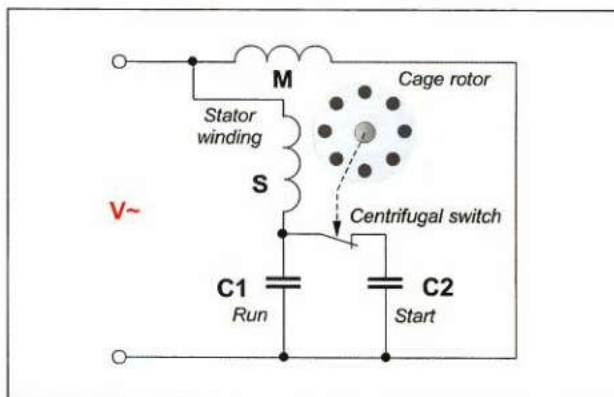 M
Cage rotor
Stator
winding
S
V~
Centrifugal switch
C1
Run
C2
Start